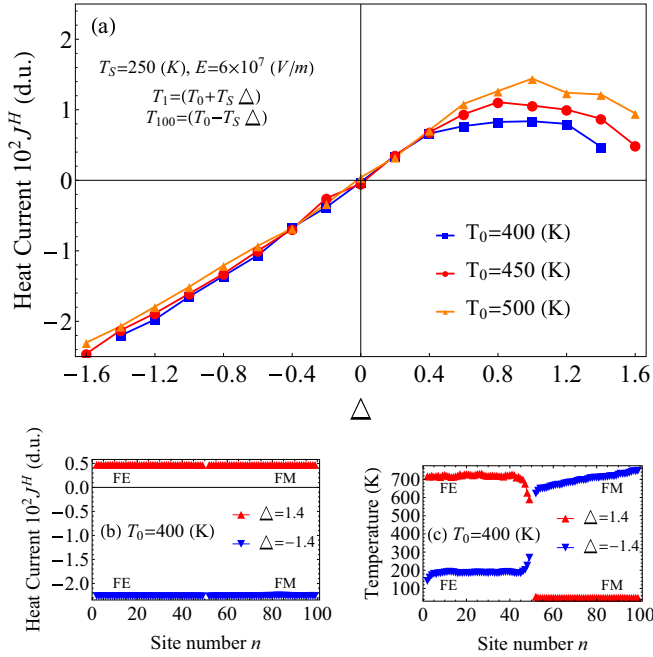 (a)
T_S=250 (K), E=6×10^7 (V/m)
T_1=(T_0+T_S △)
T_100=(T_0−T_S △)
Heat Current 10^2 J^H (d.u.)
2
1
0
−1
−2
T_0=400 (K)
T_0=450 (K)
T_0=500 (K)
−1.6 −1.2 −0.8 −0.4 0 0.4 0.8 1.2 1.6
△
Heat Current 10^2 J^H (d.u.)
0.5
0.0
−0.5
−1.0
−1.5
−2.0
FE FM
△=1.4
(b) T_0=400 (K)
△=−1.4
FE FM
0 20 40 60 80 100
Site number n
Temperature (K)
700
600
500
400
300
200
100
FE FM
△=1.4
(c) T_0=400 (K)
△=−1.4
FE FM
0 20 40 60 80 100
Site number n